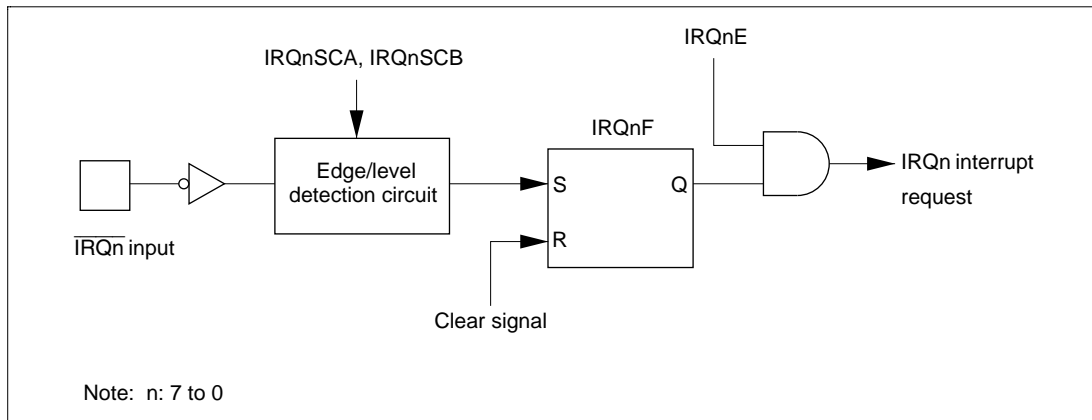 IRQnE
IRQnSCA, IRQnSCB
IRQnF
Edge/level
detection circuit
S
Q
IRQn interrupt
request
R
IRQn input
Clear signal
Note: n: 7 to 0